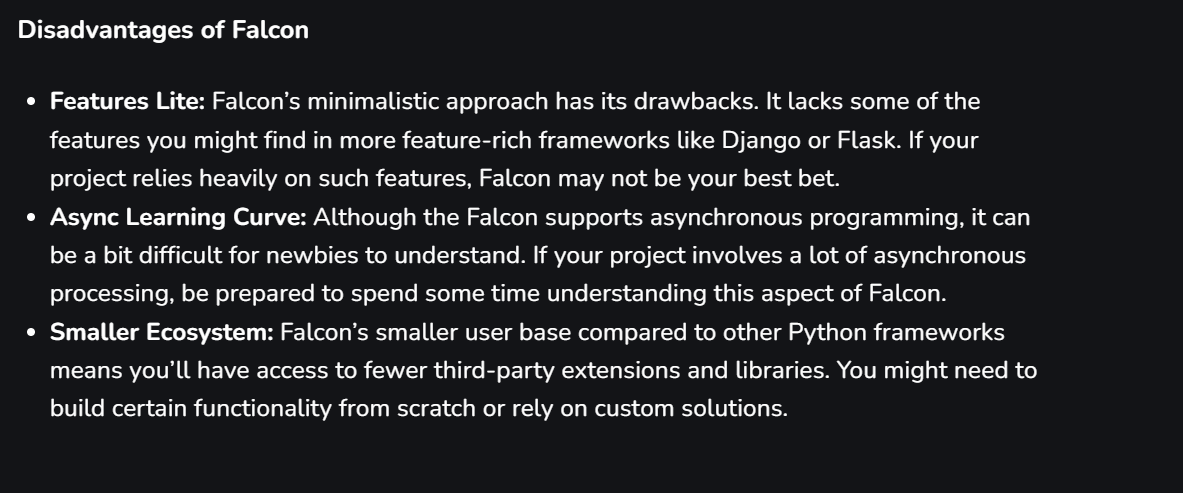 Disadvantages of Falcon
• Features Lite: Falcon’s minimalistic approach has its drawbacks. It lacks some of the
features you might find in more feature-rich frameworks like Django or Flask. If your
project relies heavily on such features, Falcon may not be your best bet.
• Async Learning Curve: Although the Falcon supports asynchronous programming, it can
be a bit difficult for newbies to understand. If your project involves a lot of asynchronous
processing, be prepared to spend some time understanding this aspect of Falcon.
• Smaller Ecosystem: Falcon’s smaller user base compared to other Python frameworks
means you’ll have access to fewer third-party extensions and libraries. You might need to
build certain functionality from scratch or rely on custom solutions.